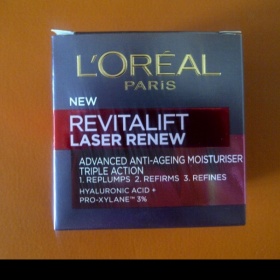 L'ORÉAL
PARIS
NEW
REVITALIFT
LASER RENEW
ADVANCED ANTI-AGEING MOISTURISER
TRIPLE ACTION
1. REPLUMPS 2. REFIRMS 3. REFINES
HYALURONIC ACID +
PRO-XYLANE™ 3%